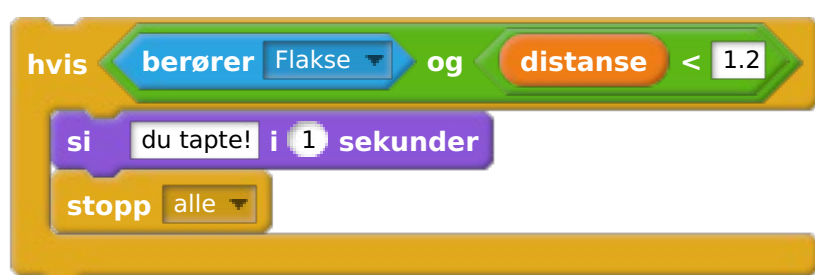 hvis berører Flakse og distanse < 1.2
si du tapte! i 1 sekunder
stopp alle